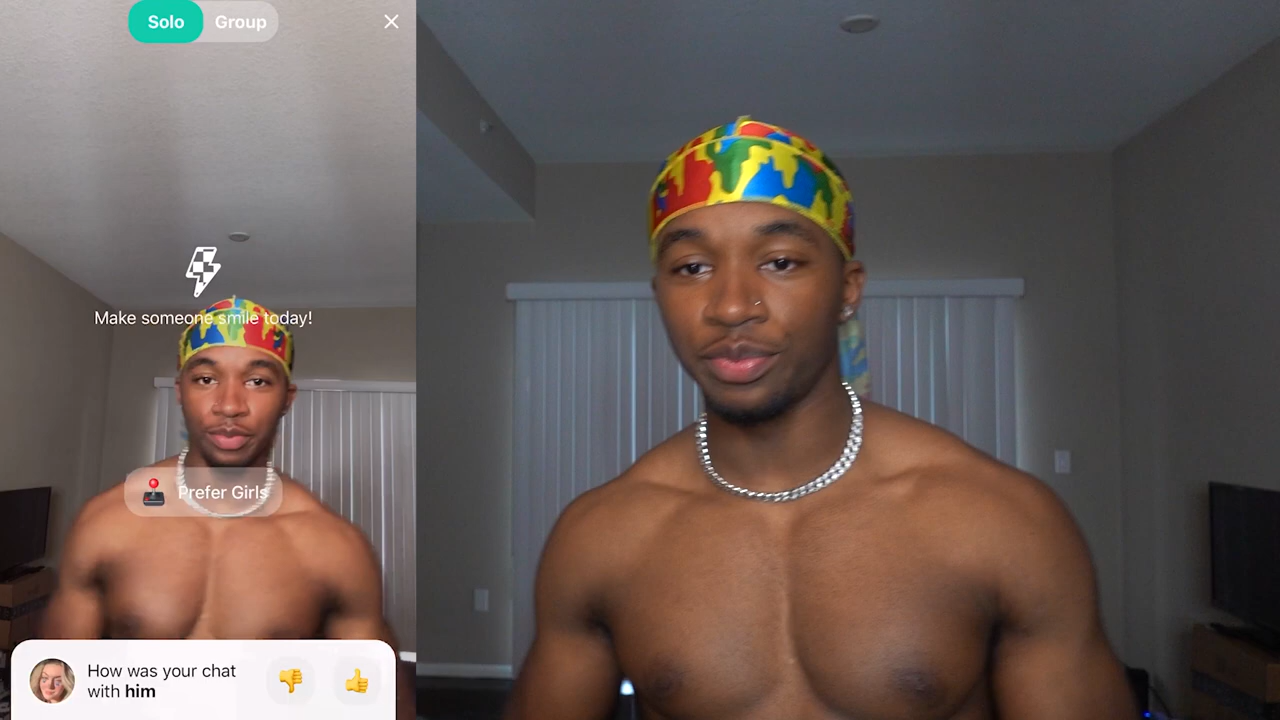 Solo Group
Make someone smile today!
Prefer Girls
How was your chat
with him